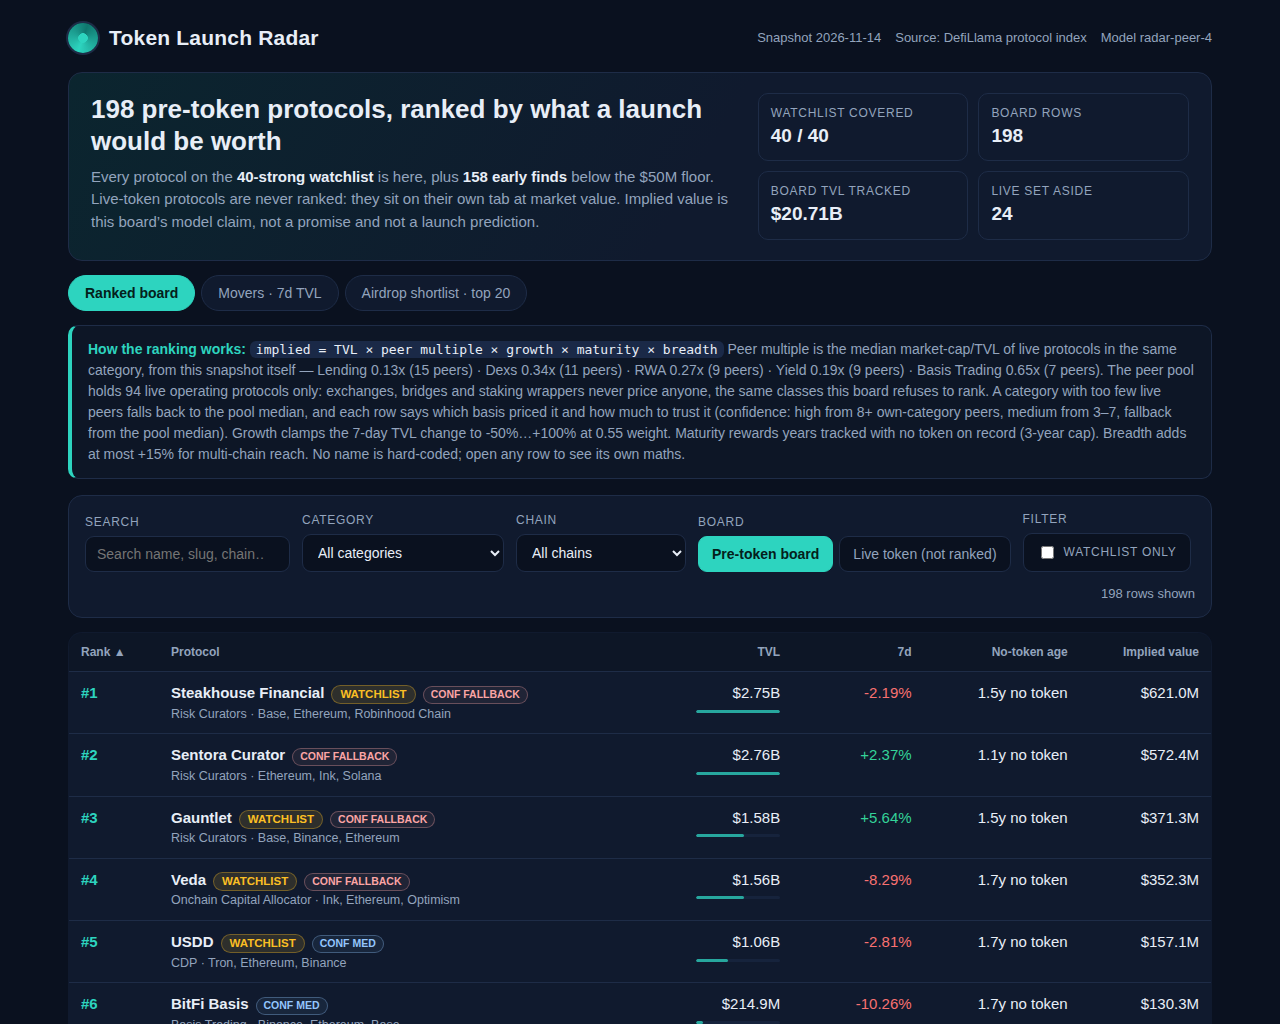 Token Launch Radar
Snapshot 2026-11-14 Source: DefiLlama protocol index Model radar-peer-4
198 pre-token protocols, ranked by what a launch
would be worth
Every protocol on the 40-strong watchlist is here, plus 158 early finds below the $50M floor.
Live-token protocols are never ranked: they sit on their own tab at market value. Implied value is
this board's model claim, not a promise and not a launch prediction.
WATCHLIST COVERED
40 / 40
BOARD ROWS
198
BOARD TVL TRACKED
$20.71B
LIVE SET ASIDE
24
Ranked board
Movers · 7d TVL
Airdrop shortlist · top 20
How the ranking works: implied = TVL × peer multiple × growth × maturity × breadth Peer multiple is the median market-cap/TVL of live protocols in the same
category, from this snapshot itself — Lending 0.13x (15 peers) · Dexs 0.34x (11 peers) · RWA 0.27x (9 peers) · Yield 0.19x (9 peers) · Basis Trading 0.65x (7 peers). The peer pool
holds 94 live operating protocols only: exchanges, bridges and staking wrappers never price anyone, the same classes this board refuses to rank. A category with too few live
peers falls back to the pool median, and each row says which basis priced it and how much to trust it (confidence: high from 8+ own-category peers, medium from 3–7, fallback
from the pool median). Growth clamps the 7-day TVL change to -50%…+100% at 0.55 weight. Maturity rewards years tracked with no token on record (3-year cap). Breadth adds
at most +15% for multi-chain reach. No name is hard-coded; open any row to see its own maths.
SEARCH
Search name, slug, chain..
CATEGORY
All categories
CHAIN
All chains
BOARD
Pre-token board
Live token (not ranked)
FILTER
WATCHLIST ONLY
198 rows shown
Rank ▲ Protocol TVL 7d No-token age Implied value
#1 Steakhouse Financial WATCHLIST CONF FALLBACK $2.75B -2.19% 1.5y no token $621.0M
Risk Curators · Base, Ethereum, Robinhood Chain
#2 Sentora Curator CONF FALLBACK $2.76B +2.37% 1.1y no token $572.4M
Risk Curators · Ethereum, Ink, Solana
#3 Gauntlet WATCHLIST CONF FALLBACK $1.58B +5.64% 1.5y no token $371.3M
Risk Curators · Base, Binance, Ethereum
#4 Veda WATCHLIST CONF FALLBACK $1.56B -8.29% 1.7y no token $352.3M
Onchain Capital Allocator · Ink, Ethereum, Optimism
#5 USDD WATCHLIST CONF MED $1.06B -2.81% 1.7y no token $157.1M
CDP · Tron, Ethereum, Binance
#6 BitFi Basis CONF MED $214.9M -10.26% 1.7y no token $130.3M
Basis Trading · Binance, Ethereum, Base